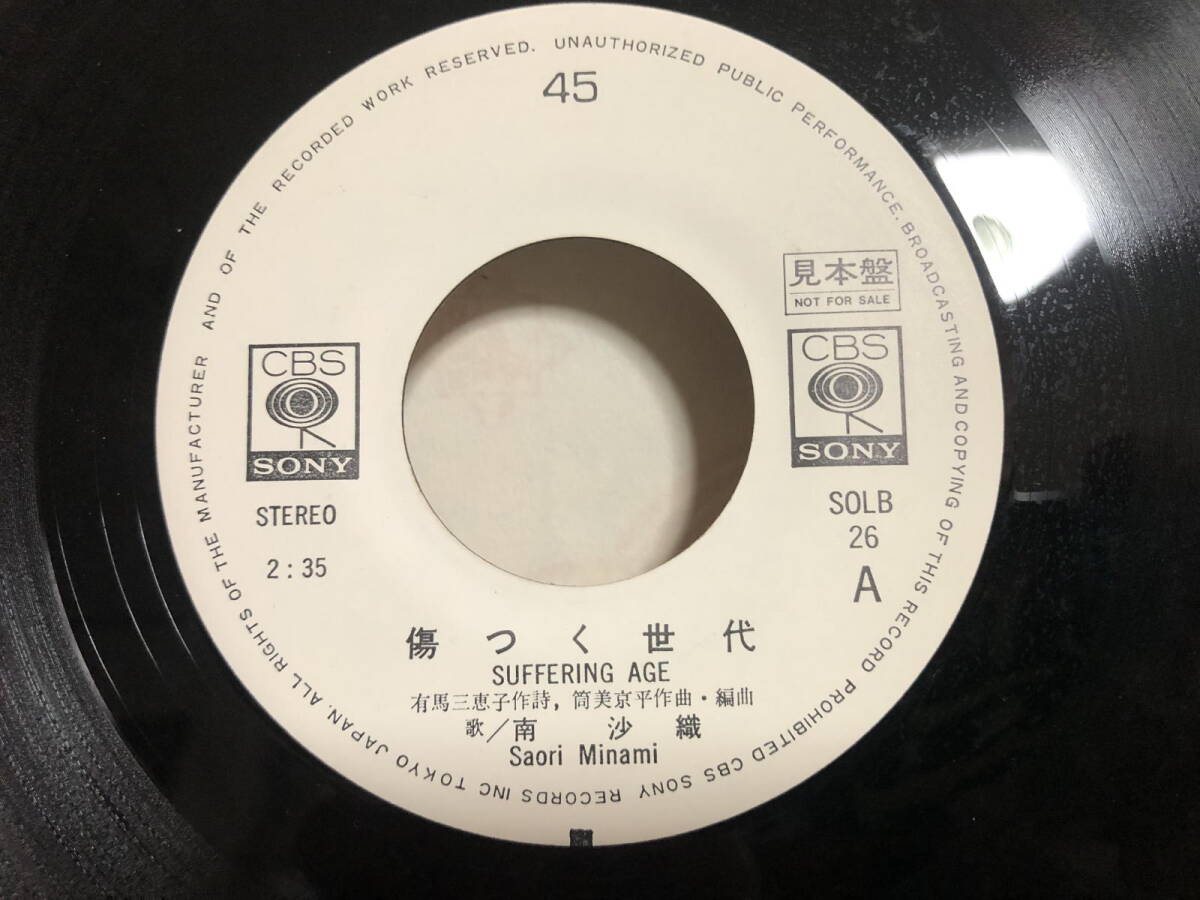 45
見本盤
NOT FOR SALE
CBS
SONY
CBS
SONY
STEREO
2:35
SOLB
26
A
傷つく世代
SUFFERING AGE
有馬三恵子作詩, 筒美京平作曲・編曲
歌/南 沙織
Saori Minami
ALL RIGHTS OF THE MANUFACTURER AND OF THE RECORDED WORK RESERVED. UNAUTHORIZED PUBLIC PERFORMANCE. BROADCASTING AND COPYING OF THIS RECORD PROHIBITED CBS SONY RECORDS INC TOKYO JAPAN.